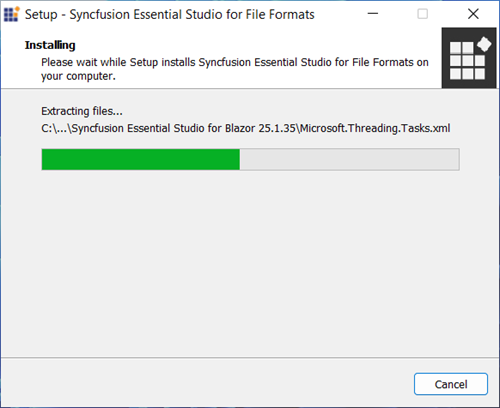 Setup - Syncfusion Essential Studio for File Formats
Installing
Please wait while Setup installs Syncfusion Essential Studio for File Formats on
your computer.
Extracting files...
C:\...\Syncfusion Essential Studio for Blazor 25.1.35\Microsoft.Threading.Tasks.xml
Cancel